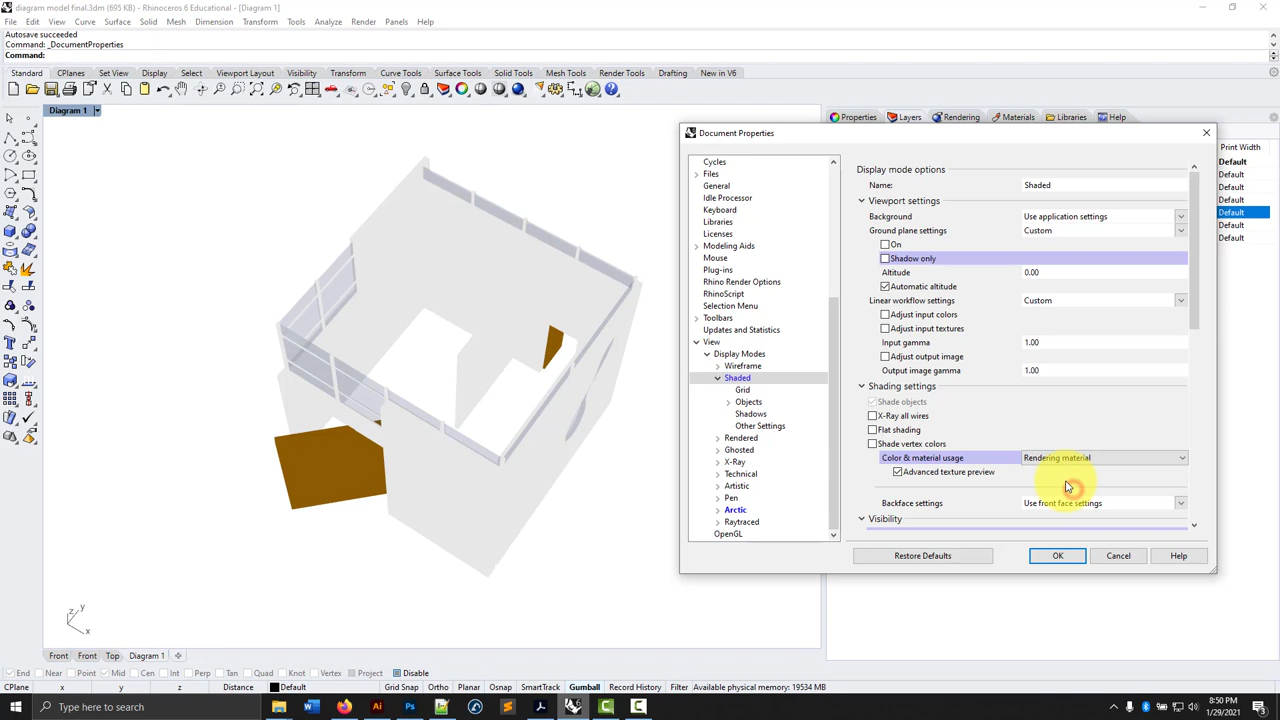 diagram model final.3dm (695 KB) - Rhinoceros 6 Educational - [Diagram 1]
File Edit View Curve Surface Solid Mesh Dimension Transform Tools Analyze Render Panels Help
Autosave succeeded
Command: _DocumentProperties
Command:
Standard CPlanes Set View Display Select Viewport Layout Visibility Transform Curve Tools Surface Tools Solid Tools Mesh Tools Render Tools Drafting New in V6
Diagram 1
Properties Layers Rendering Materials Libraries Help
Print Width
Default
Default
Default
Default
Default
Default
Default
Document Properties
Cycles
Files
General
Idle Processor
Keyboard
Libraries
Licenses
Modeling Aids
Mouse
Plug-ins
Rhino Render Options
RhinoScript
Selection Menu
Toolbars
Updates and Statistics
View
Display Modes
Wireframe
Shaded
Grid
Objects
Shadows
Other Settings
Rendered
Ghosted
X-Ray
Technical
Artistic
Pen
Arctic
Raytraced
OpenGL
Display mode options
Name: Shaded
Viewport settings
Background Use application settings
Ground plane settings Custom
On
Shadow only
Altitude 0.00
Automatic altitude
Linear workflow settings Custom
Adjust input colors
Adjust input textures
Input gamma 1.00
Adjust output image
Output image gamma 1.00
Shading settings
Shade objects
X-Ray all wires
Flat shading
Shade vertex colors
Color & material usage Rendering material
Advanced texture preview
Backface settings Use front face settings
Visibility
Restore Defaults OK Cancel Help
z y
x
Front Front Top Diagram 1
End Near Point Mid Cen Int Perp Tan Quad Knot Vertex Project Disable
CPlane x y z Distance Default Grid Snap Ortho Planar Osnap SmartTrack Gumball Record History Filter Available physical memory: 19534 MB
Type here to search
8:50 PM
1/29/2021